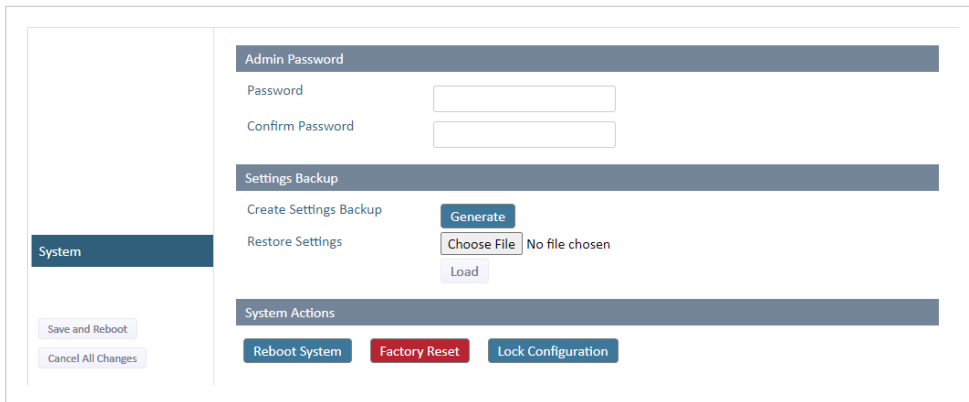 System
Save and Reboot
Cancel All Changes
Admin Password
Password
Confirm Password
Settings Backup
Create Settings Backup
Generate
Restore Settings
Choose File No file chosen
Load
System Actions
Reboot System Factory Reset Lock Configuration